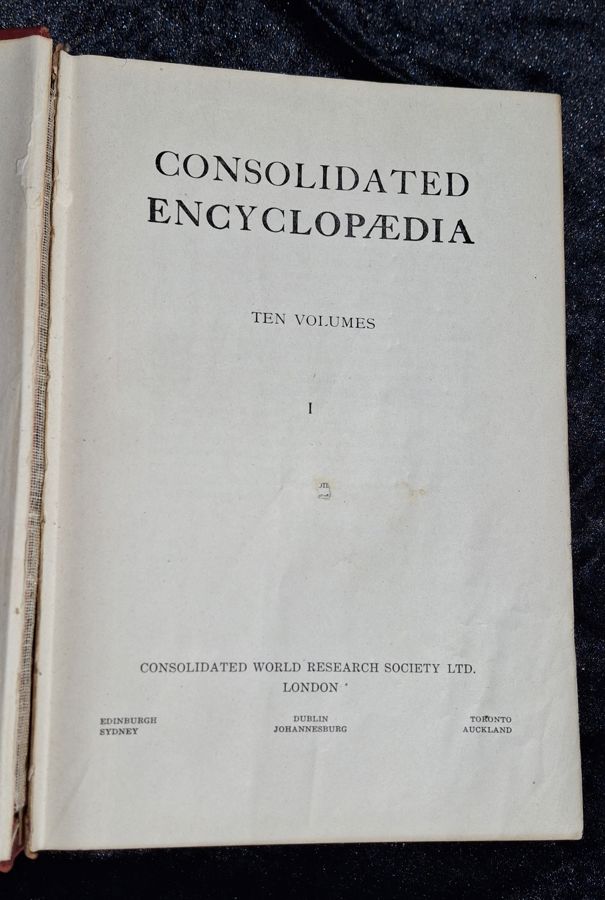 CONSOLIDATED
ENCYCLOPÆDIA
TEN VOLUMES
I
CONSOLIDATED WORLD RESEARCH SOCIETY LTD.
LONDON
EDINBURGH DUBLIN TORONTO
SYDNEY JOHANNESBURG AUCKLAND